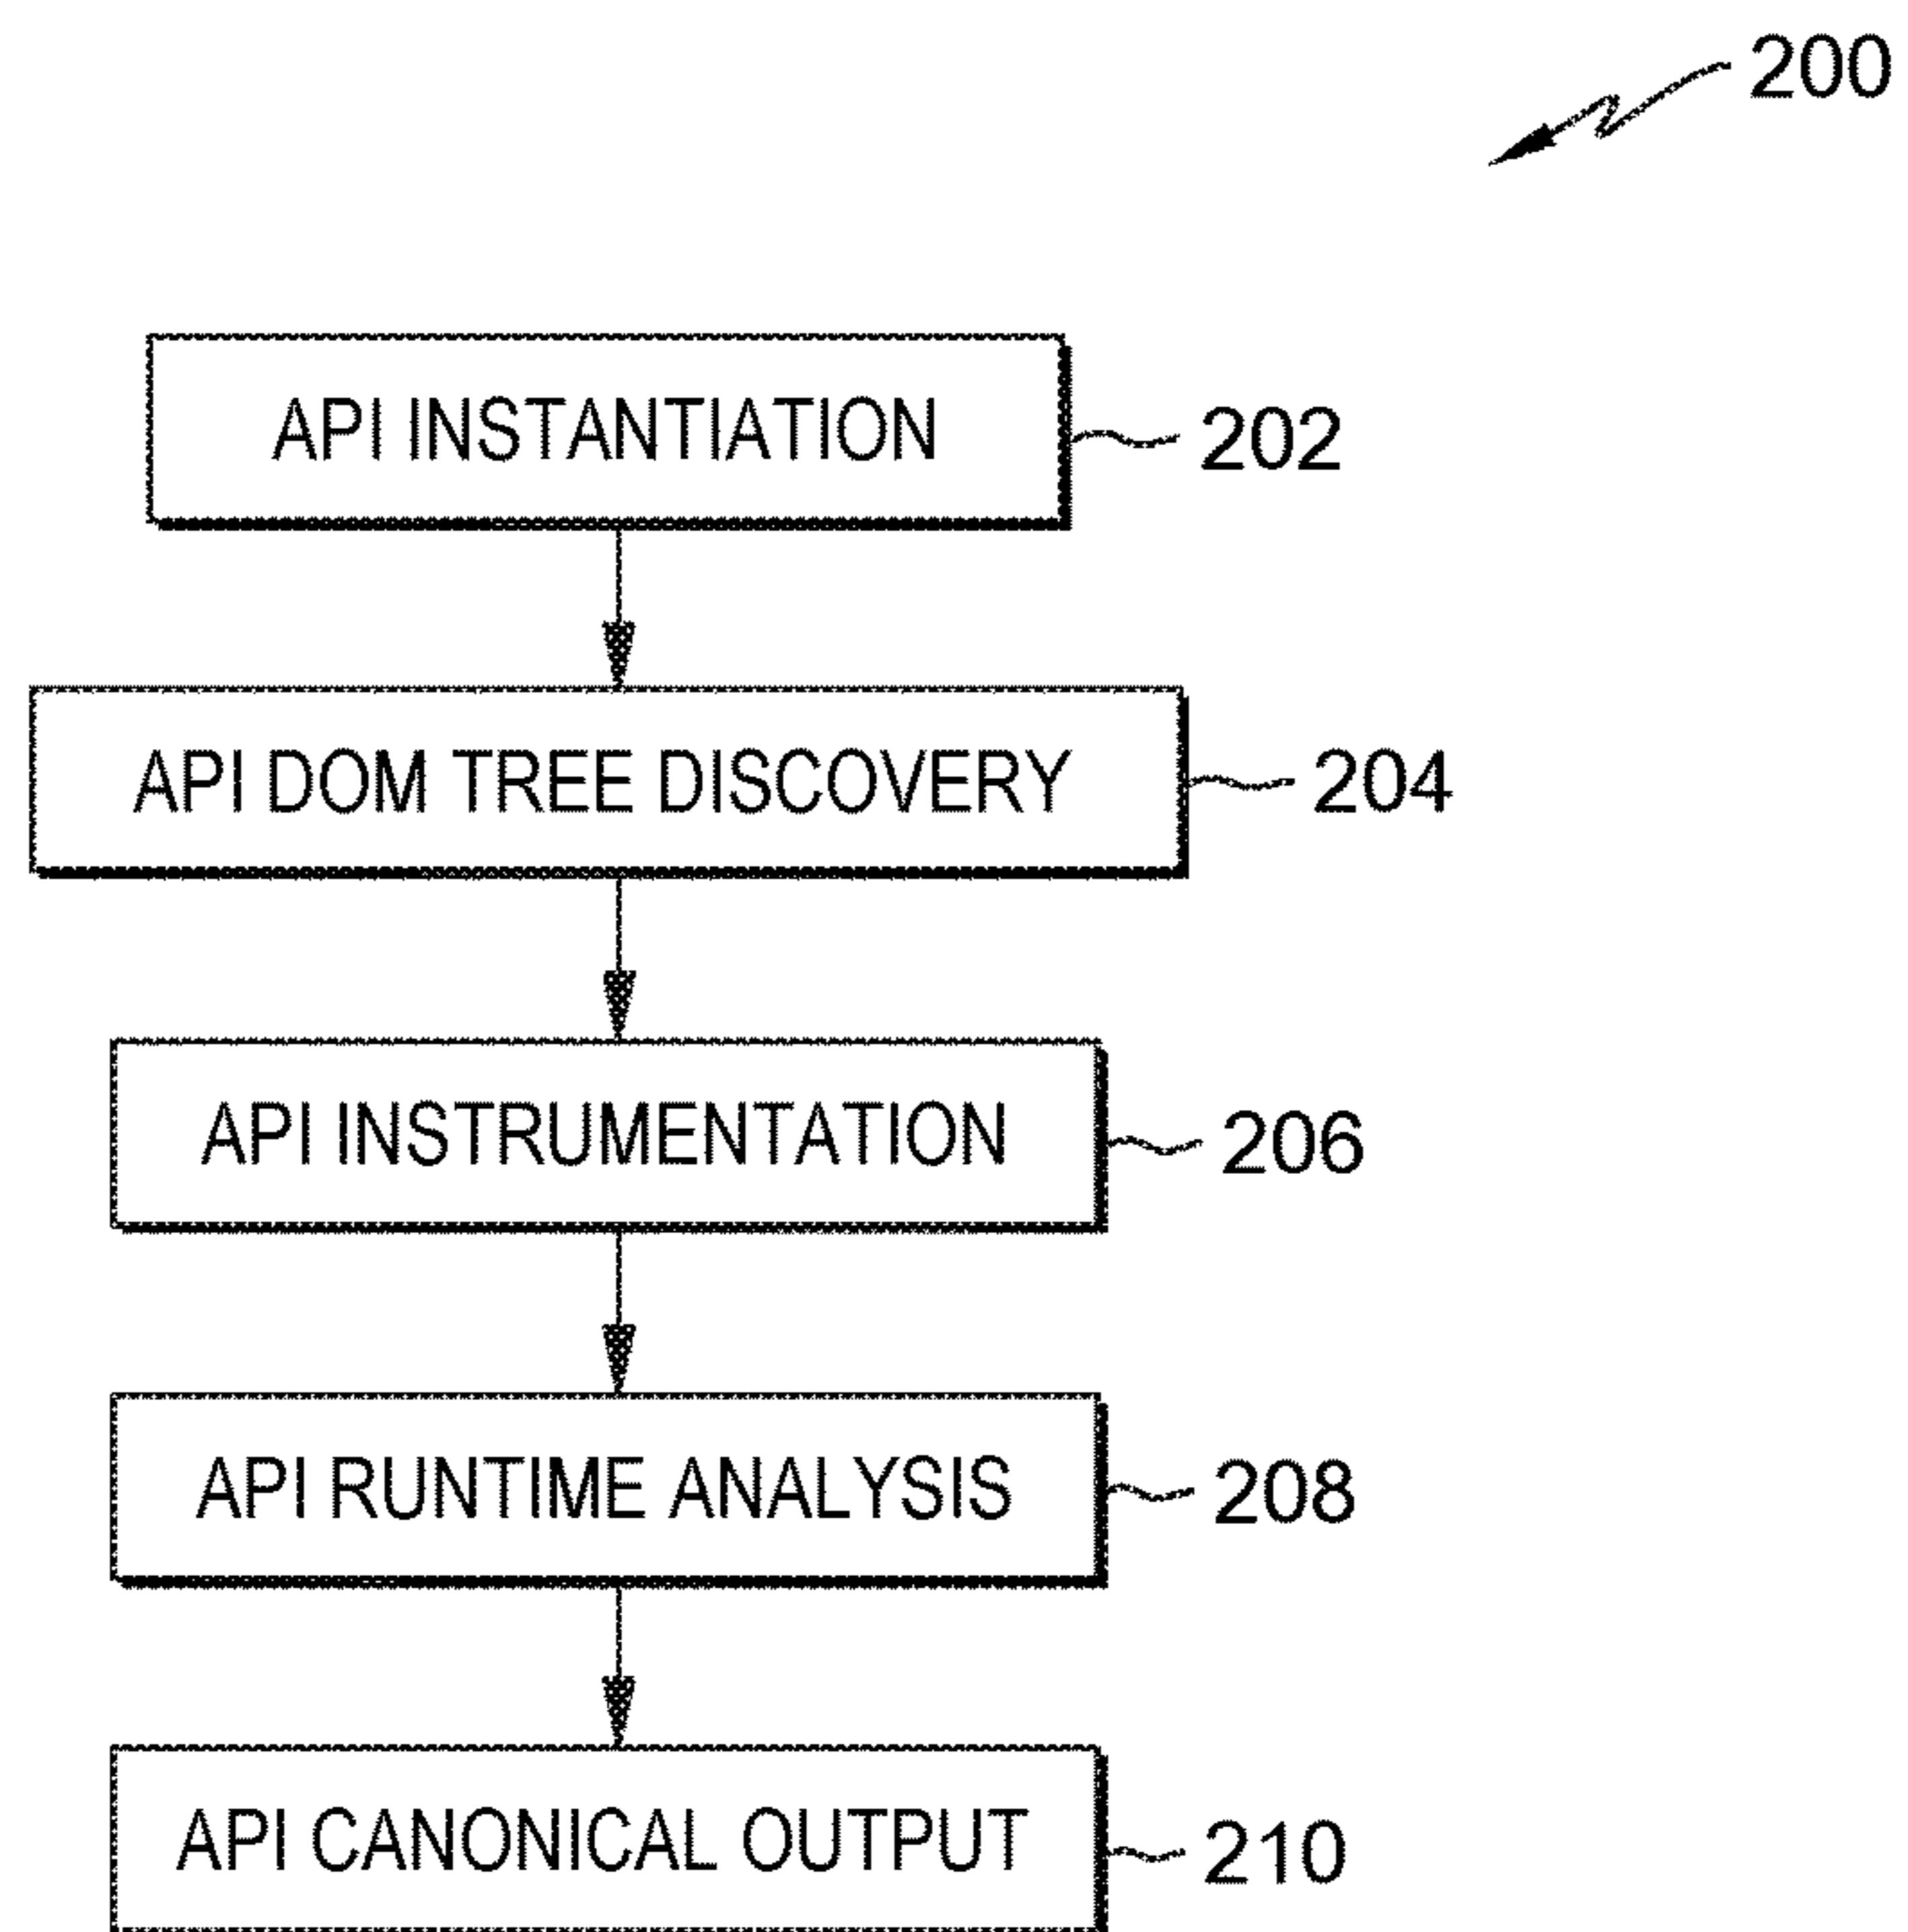 200
API INSTANTIATION
202
API DOM TREE DISCOVERY
204
API INSTRUMENTATION
206
API RUNTIME ANALYSIS
208
API CANONICAL OUTPUT
210